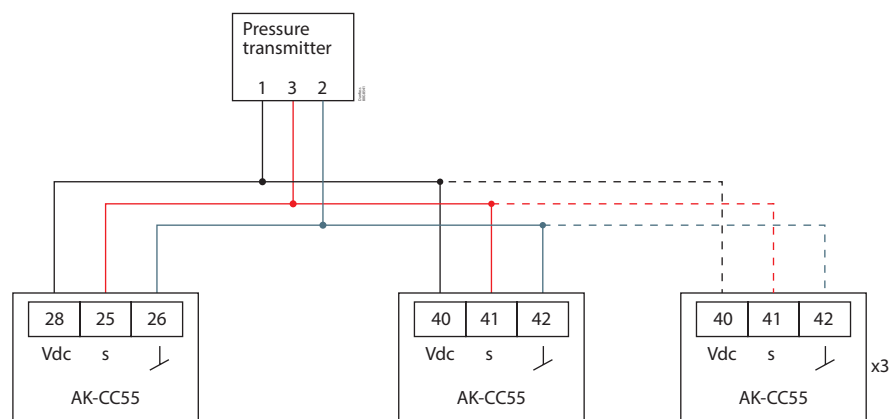 Pressure
transmitter
1 3 2
28 25 26
Vdc s
AK-CC55
40 41 42
Vdc s
AK-CC55
40 41 42
Vdc s
AK-CC55
x3